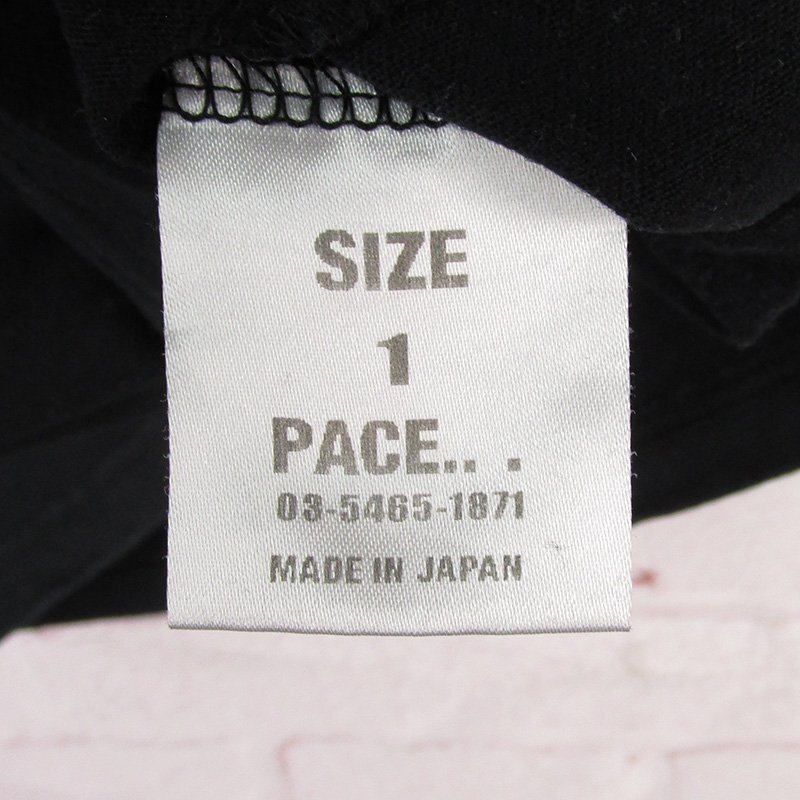 SIZE
1
PACE.. .
03-5465-1871
MADE IN JAPAN